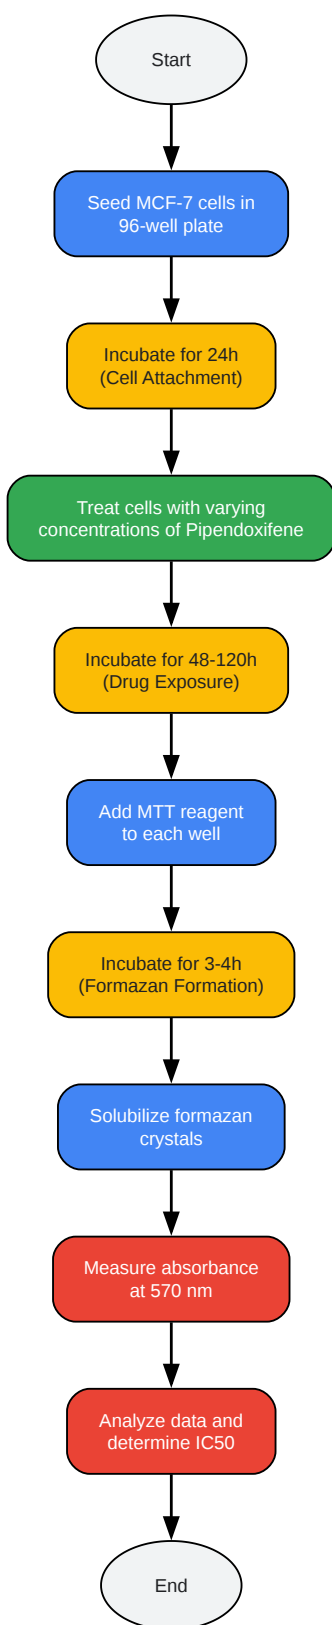 Start
Seed MCF-7 cells in
96-well plate
Incubate for 24h
(Cell Attachment)
Treat cells with varying
concentrations of Pipendoxifene
Incubate for 48-120h
(Drug Exposure)
Add MTT reagent
to each well
Incubate for 3-4h
(Formazan Formation)
Solubilize formazan
crystals
Measure absorbance
at 570 nm
Analyze data and
determine IC50
End